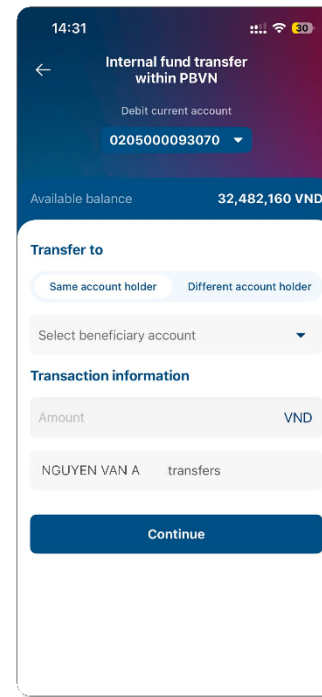 14:31
30
Internal fund transfer
within PBVN
Debit current account
0205000093070
Available balance 32,482,160 VND
Transfer to
Same account holder Different account holder
Select beneficiary account
Transaction information
Amount VND
NGUYEN VAN A transfers
Continue